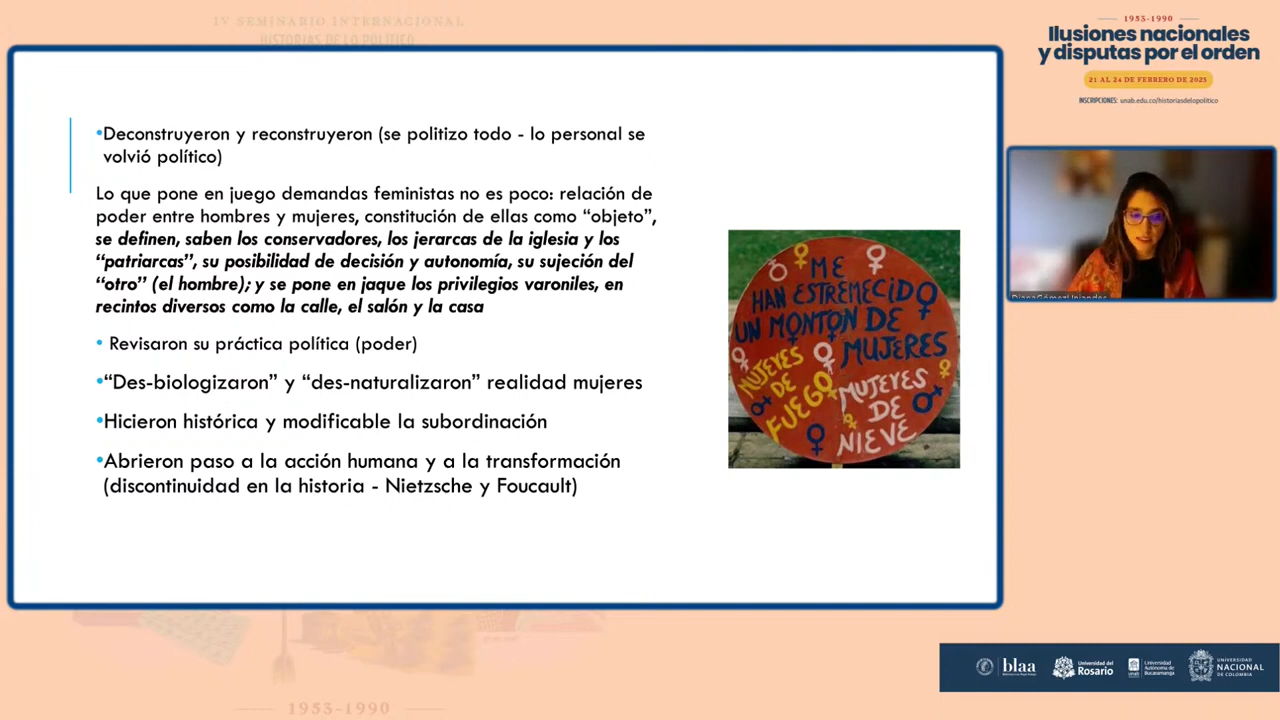 IV SEMINARIO INTERNACIONAL
HISTORIAS DE LO POLÍTICO
1953-1990
Ilusiones nacionales
y disputas por el orden
21 AL 24 DE FEBRERO DE 2023
INSCRIPCIONES: unab.edu.co/historiasdelopolitico
•Deconstruyeron y reconstruyeron (se politizo todo - lo personal se
volvió político)
Lo que pone en juego demandas feministas no es poco: relación de
poder entre hombres y mujeres, constitución de ellas como “objeto”,
se definen, saben los conservadores, los jerarcas de la iglesia y los
“patriarcas”, su posibilidad de decisión y autonomía, su sujeción del
“otro” (el hombre); y se pone en jaque los privilegios varoniles, en
recintos diversos como la calle, el salón y la casa
• Revisaron su práctica política (poder)
•“Des-biologizaron” y “des-naturalizaron” realidad mujeres
•Hicieron histórica y modificable la subordinación
•Abrieron paso a la acción humana y a la transformación
(discontinuidad en la historia - Nietzsche y Foucault)
ME
HAN ESTREMECIDO
UN MONTON DE
MUJERES
MUJERES
DE
FUEGO
MUJERES
DE
NIEVE
1953-1990
blaa
Universidad del
Rosario
unab
Universidad
Autónoma de
Bucaramanga
UNIVERSIDAD
NACIONAL
DE COLOMBIA